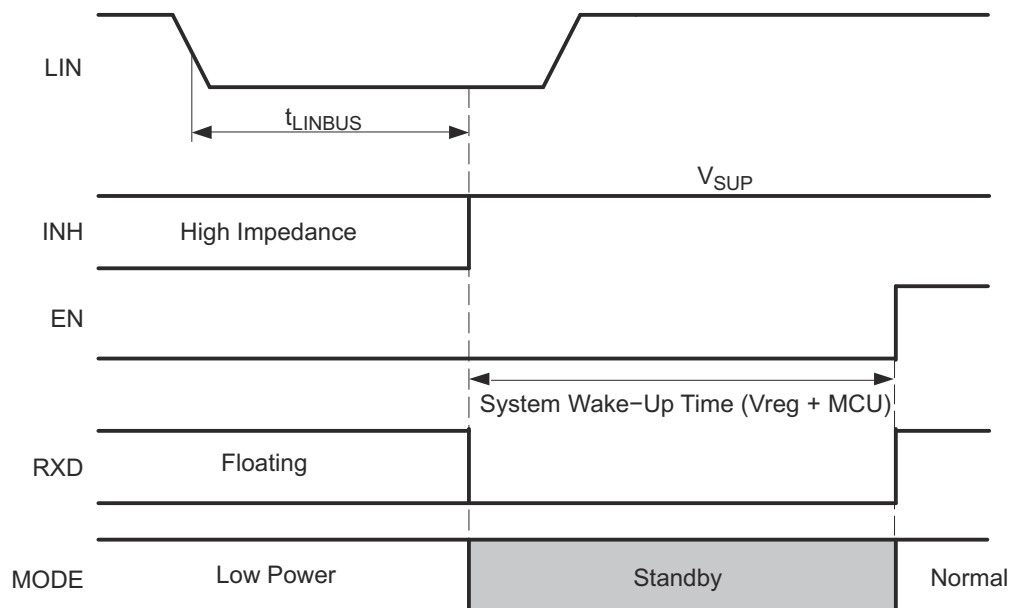 LIN
tLINBUS
VSUP
INH
High Impedance
EN
System Wake−Up Time (Vreg + MCU)
RXD
Floating
MODE
Low Power
Standby
Normal